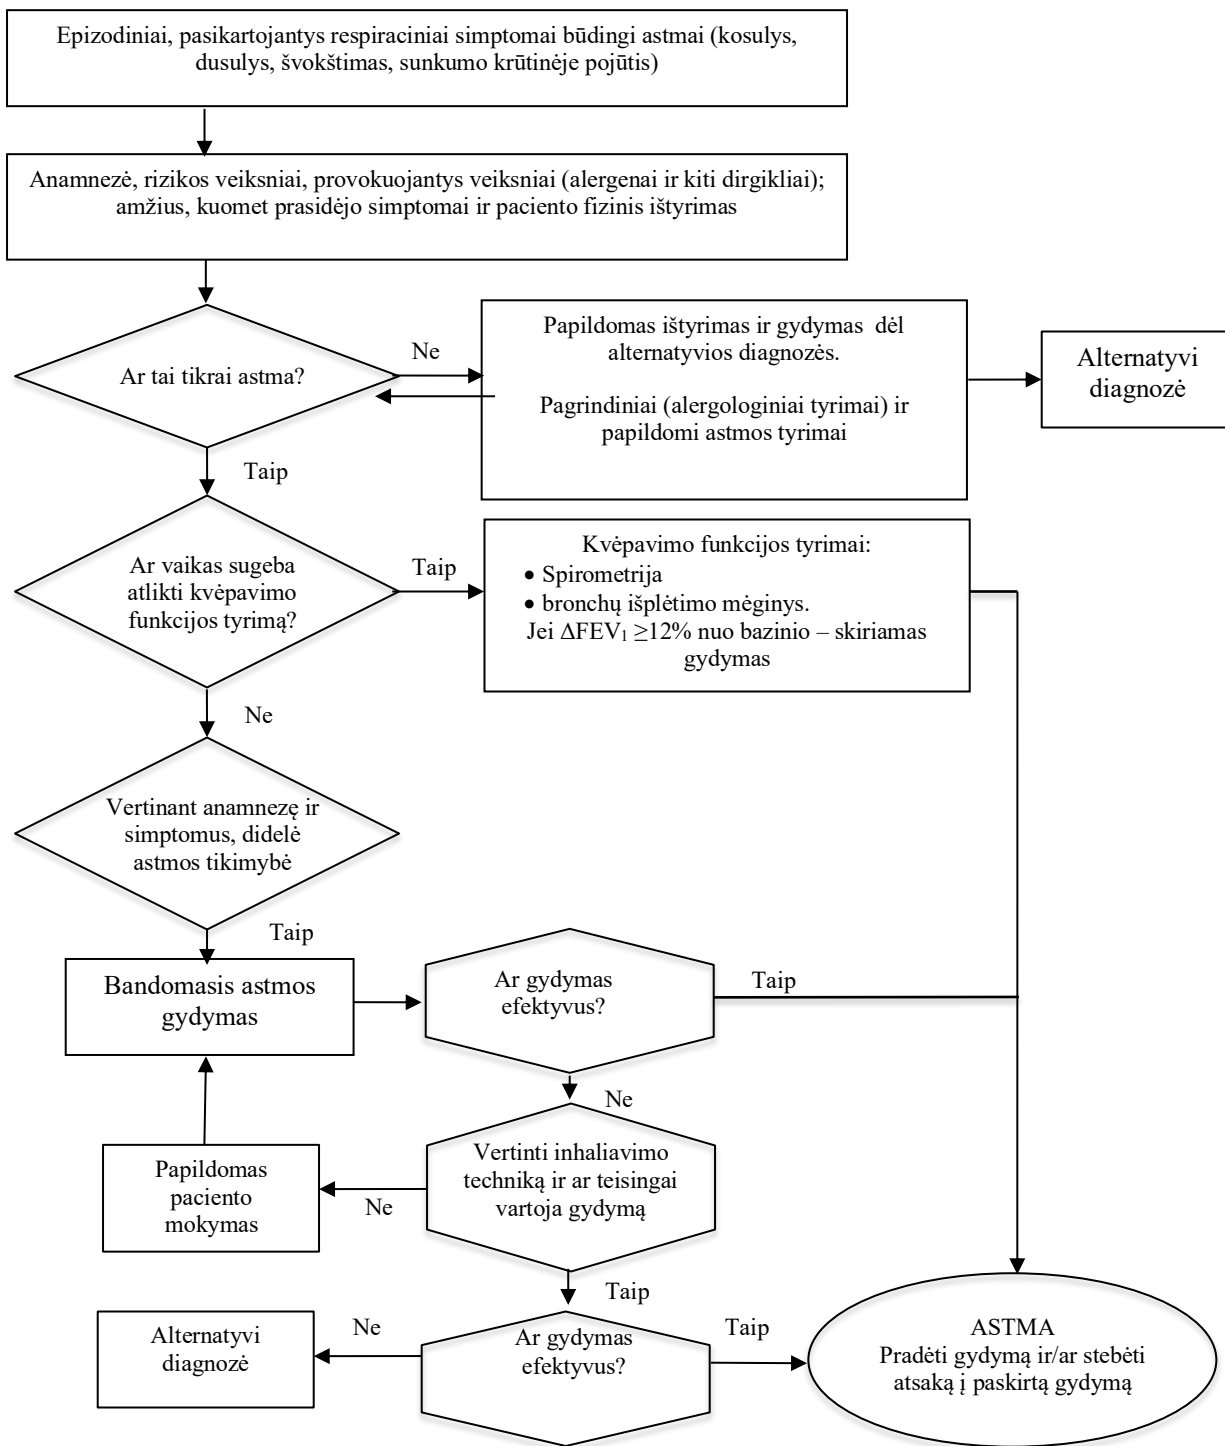 Epizodiniai, pasikartojantys respiraciniai simptomai būdingi astmai (kosulys,
dusulys, švokštimas, sunkumo krūtinėje pojūtis)
Anamnezė, rizikos veiksniai, provokuojantys veiksniai (alergenai ir kiti dirgikliai);
amžius, kuomet prasidėjo simptomai ir paciento fizinis ištyrimas
Ar tai tikrai astma?
Ne
Papildomas ištyrimas ir gydymas dėl
alternatyvios diagnozės.
Pagrindiniai (alergologiniai tyrimai) ir
papildomi astmos tyrimai
Alternatyvi
diagnozė
Taip
Ar vaikas sugeba
atlikti kvėpavimo
funkcijos tyrimą?
Taip
Kvėpavimo funkcijos tyrimai:
• Spirometrija
• bronchų išplėtimo mėginys.
Jei ΔFEV₁ ≥12% nuo bazinio – skiriamas
gydymas
Ne
Vertinant anamnezę ir
simptomus, didelė
astmos tikimybė
Taip
Bandomasis astmos
gydymas
Ar gydymas
efektyvus?
Taip
Ne
Vertinti inhaliavimo
techniką ir ar teisingai
vartoja gydymą
Ne
Papildomas
paciento
mokymas
Taip
Ar gydymas
efektyvus?
Ne
Alternatyvi
diagnozė
Taip
ASTMA
Pradėti gydymą ir/ar stebėti
atsaką į paskirtą gydymą